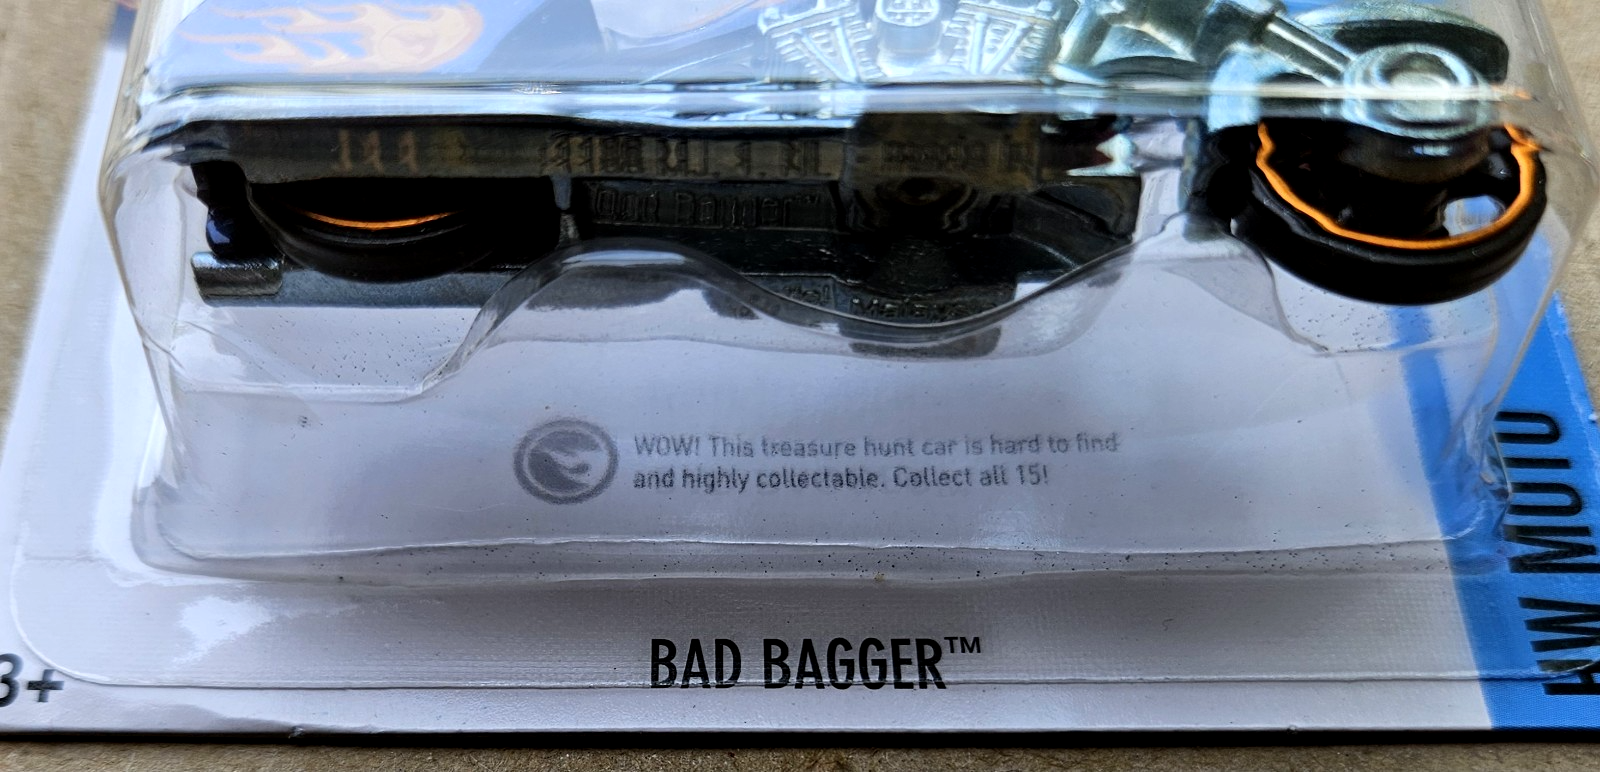 WOW! This treasure hunt car is hard to find
and highly collectable. Collect all 15!
BAD BAGGER™
3+
HW MOTO